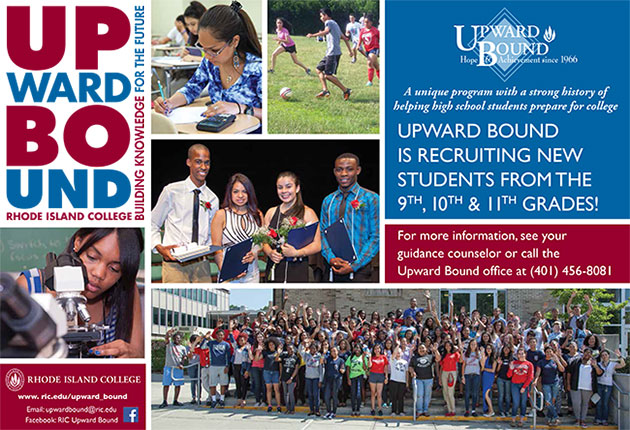 UP
WARD
BO
UND
RHODE ISLAND COLLEGE
BUILDING KNOWLEDGE FOR THE FUTURE
UPWARD
BOUND
Hope & Achievement since 1966
A unique program with a strong history of
helping high school students prepare for college
UPWARD BOUND
IS RECRUITING NEW
STUDENTS FROM THE
9TH, 10TH & 11TH GRADES!
For more information, see your
guidance counselor or call the
Upward Bound office at (401) 456-8081
RHODE ISLAND COLLEGE
www.ric.edu/upward_bound
Email: upwardbound@ric.edu
Facebook: RIC Upward Bound